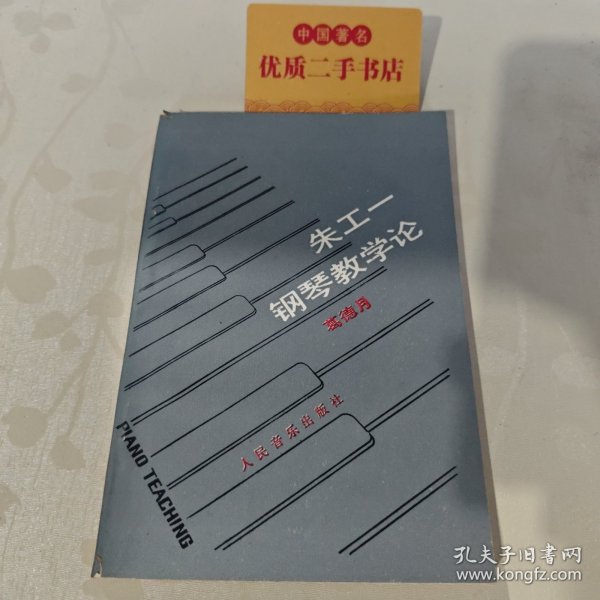 中国著名
优质二手书店
朱工一
钢琴教学论
葛德月
人民音乐出版社
PIANO TEACHING
孔夫子旧书网
www.kongfz.com